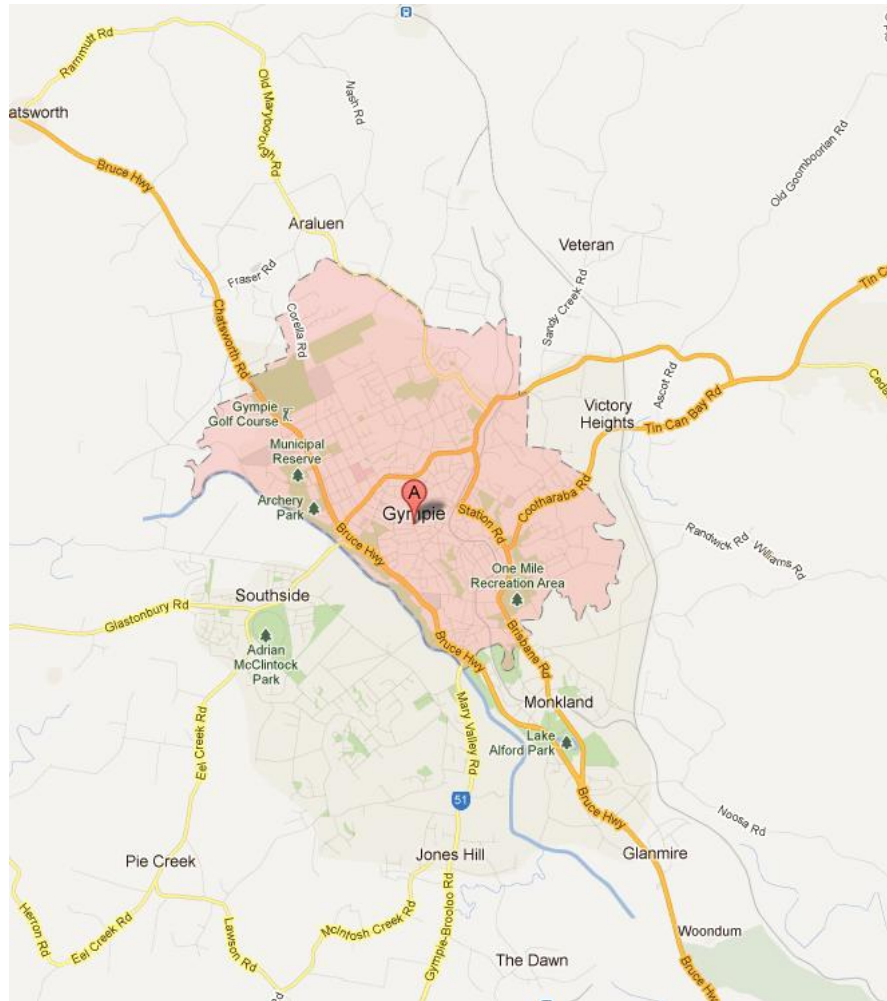 Rammutt Rd
atsworth
Old Maryborough Rd
Nash Rd
Old Goomboorian Rd
Bruce Hwy
Araluen
Veteran
Fraser Rd
Corella Rd
Sandy Creek Rd
Tin Ca
Chatsworth Rd
Ascot Rd
Ceda
Gympie
Golf Course
Victory
Heights
Tin Can Bay Rd
Municipal
Reserve
Archery
Park
A
Gympie
Station Rd
Cootharaba Rd
Bruce Hwy
Randwick Rd
Williams Rd
One Mile
Recreation Area
Southside
Glastonbury Rd
Adrian
McClintock
Park
Bruce Hwy
Brisbane Rd
Eel Creek Rd
Mary Valley Rd
Monkland
Lake
Alford Park
51
Bruce Hwy
Noosa Rd
Pie Creek
Jones Hill
Glanmire
Herron Rd
Eel Creek Rd
Lawson Rd
McIntosh Creek Rd
Gympie-Brooloo Rd
Woondum
The Dawn
Bruce Hwy